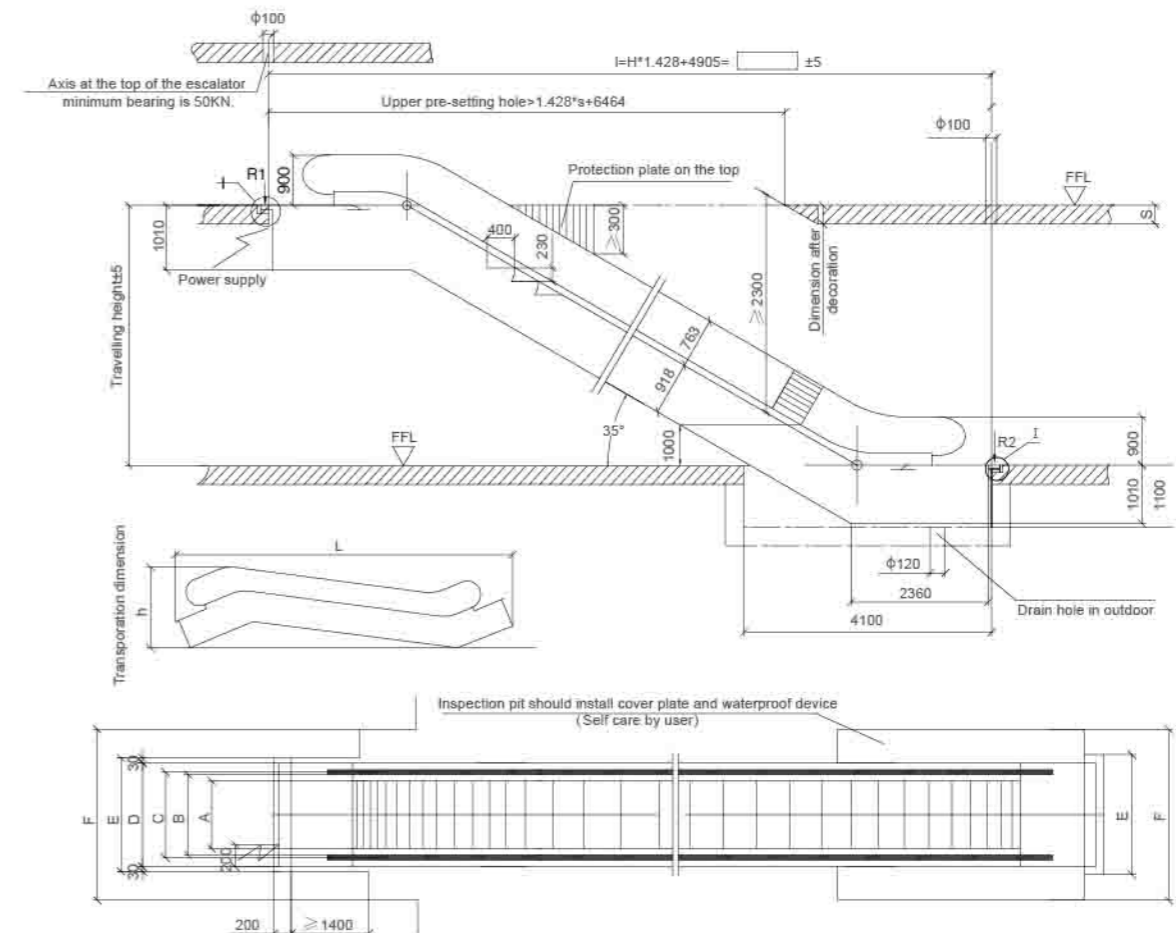 ϕ100
l=H*1.428+4905= ±5
Axis at the top of the escalator
minimum bearing is 50KN.
Upper pre-setting hole>1.428*s+6464
ϕ100
Protection plate on the top
FFL
R1
900
S
1010
400
230
≥300
Power supply
≥2300
Dimension after
decoration
Travelling height±5
763
918
35°
1000
FFL
R2
I
900
1010
1100
ϕ120
2360
Drain hole in outdoor
4100
Transporation dimension
L
h
Inspection pit should install cover plate and waterproof device
(Self care by user)
30
F
E
D
C
B
A
200
30
200
≥1400
E
F